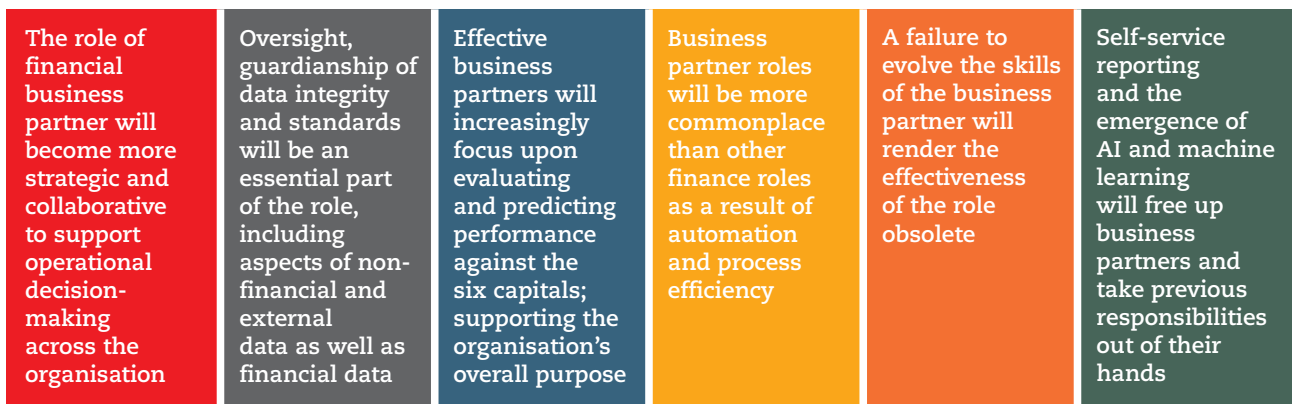 The role of
financial
business
partner will
become more
strategic and
collaborative
to support
operational
decision-
making
across the
organisation
Oversight,
guardianship of
data integrity
and standards
will be an
essential part
of the role,
including
aspects of non-
financial and
external
data as well as
financial data
Effective
business
partners will
increasingly
focus upon
evaluating
and predicting
performance
against the
six capitals;
supporting the
organisation's
overall purpose
Business
partner roles
will be more
commonplace
than other
finance roles
as a result of
automation
and process
efficiency
A failure to
evolve the skills
of the business
partner will
render the
effectiveness
of the role
obsolete
Self-service
reporting
and the
emergence of
AI and machine
learning
will free up
business
partners and
take previous
responsibilities
out of their
hands